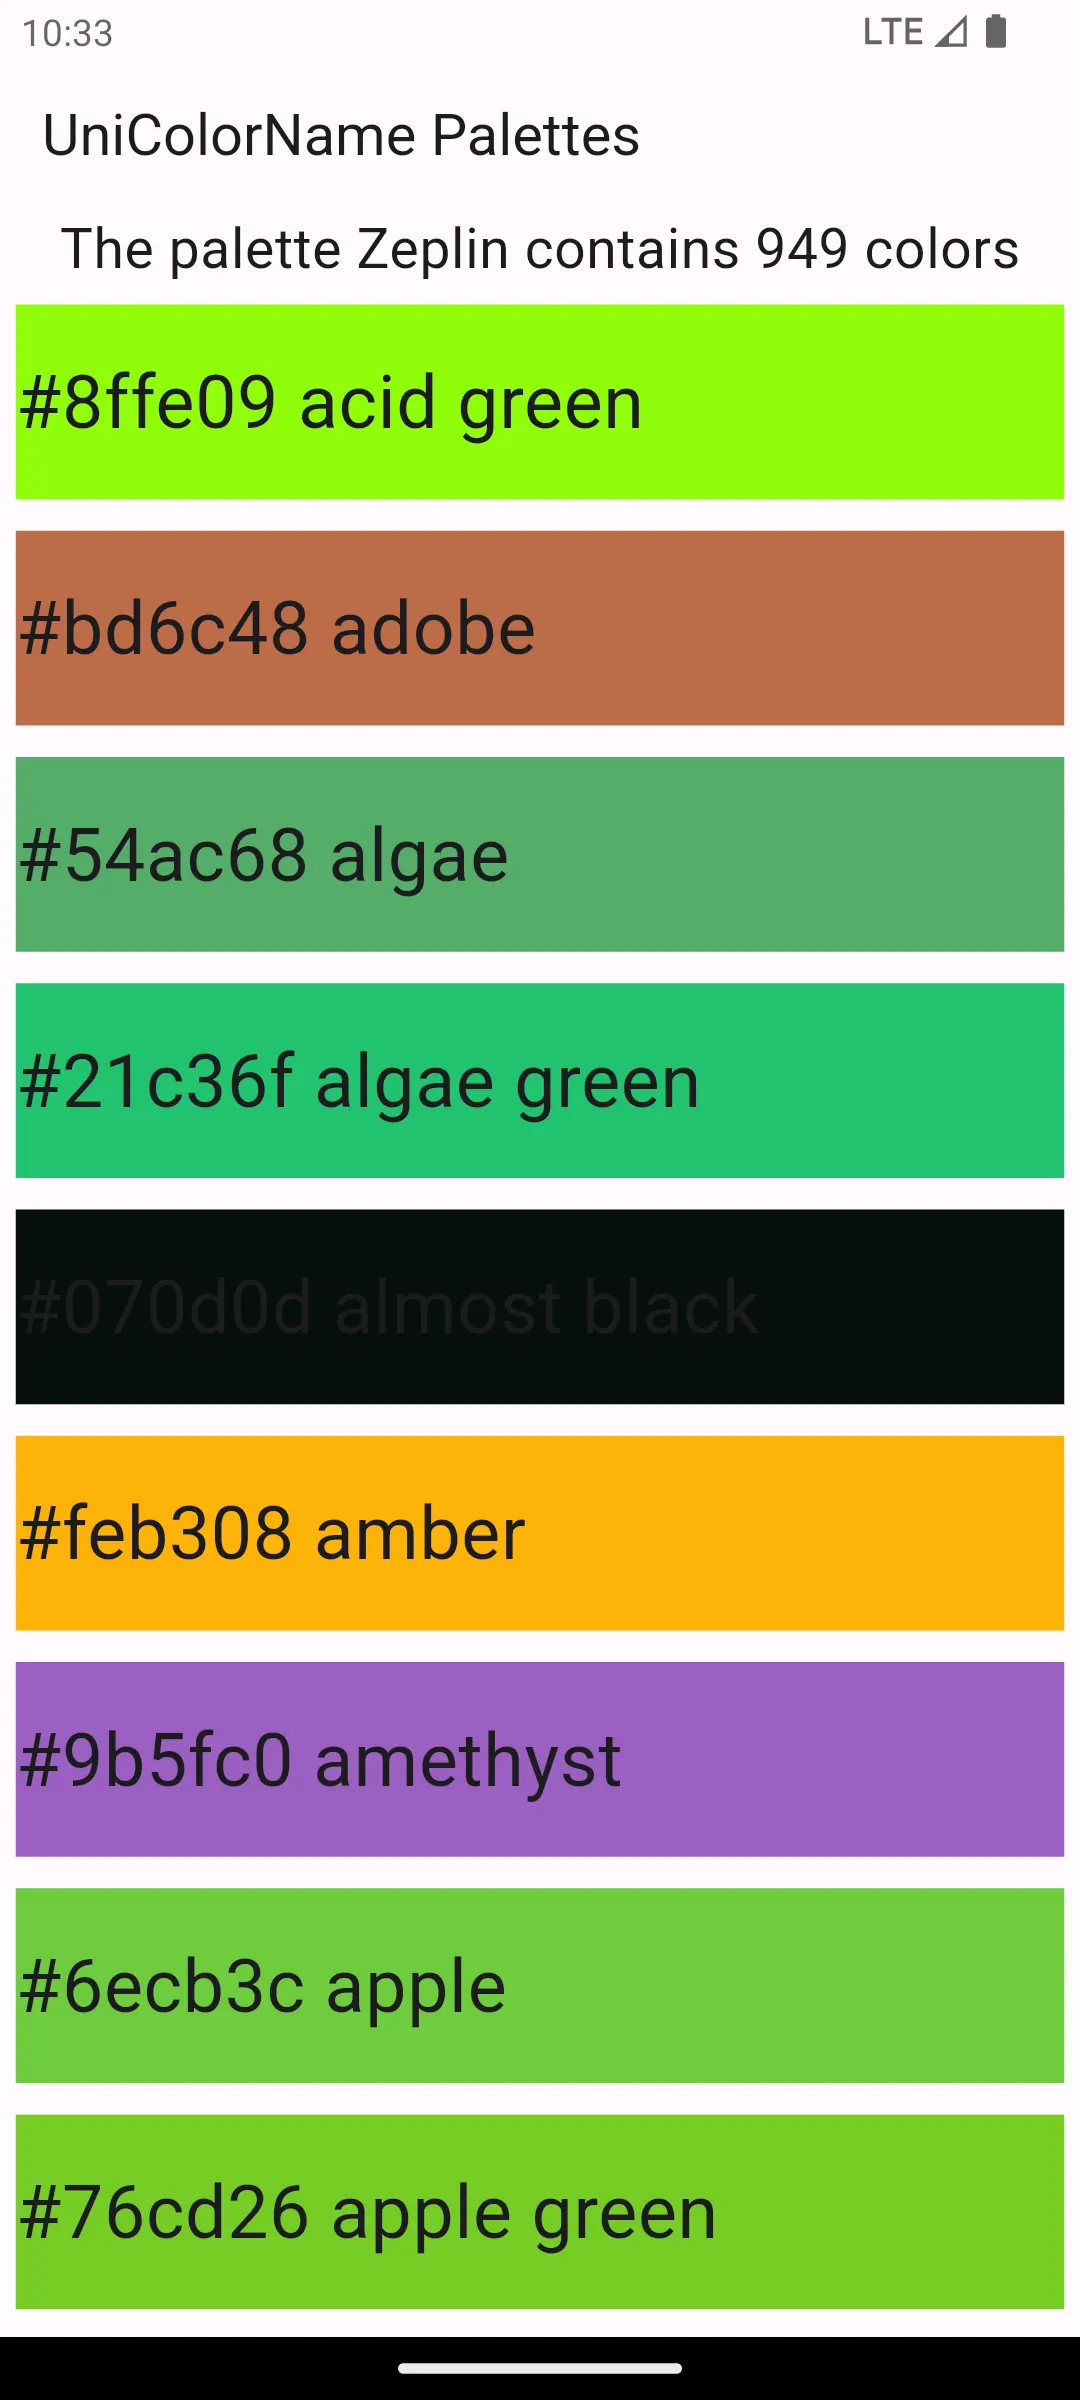 10:33
LTE
UniColorName Palettes
The palette Zeplin contains 949 colors
#8ffe09 acid green
#bd6c48 adobe
#54ac68 algae
#21c36f algae green
#070d0d almost black
#feb308 amber
#9b5fc0 amethyst
#6ecb3c apple
#76cd26 apple green